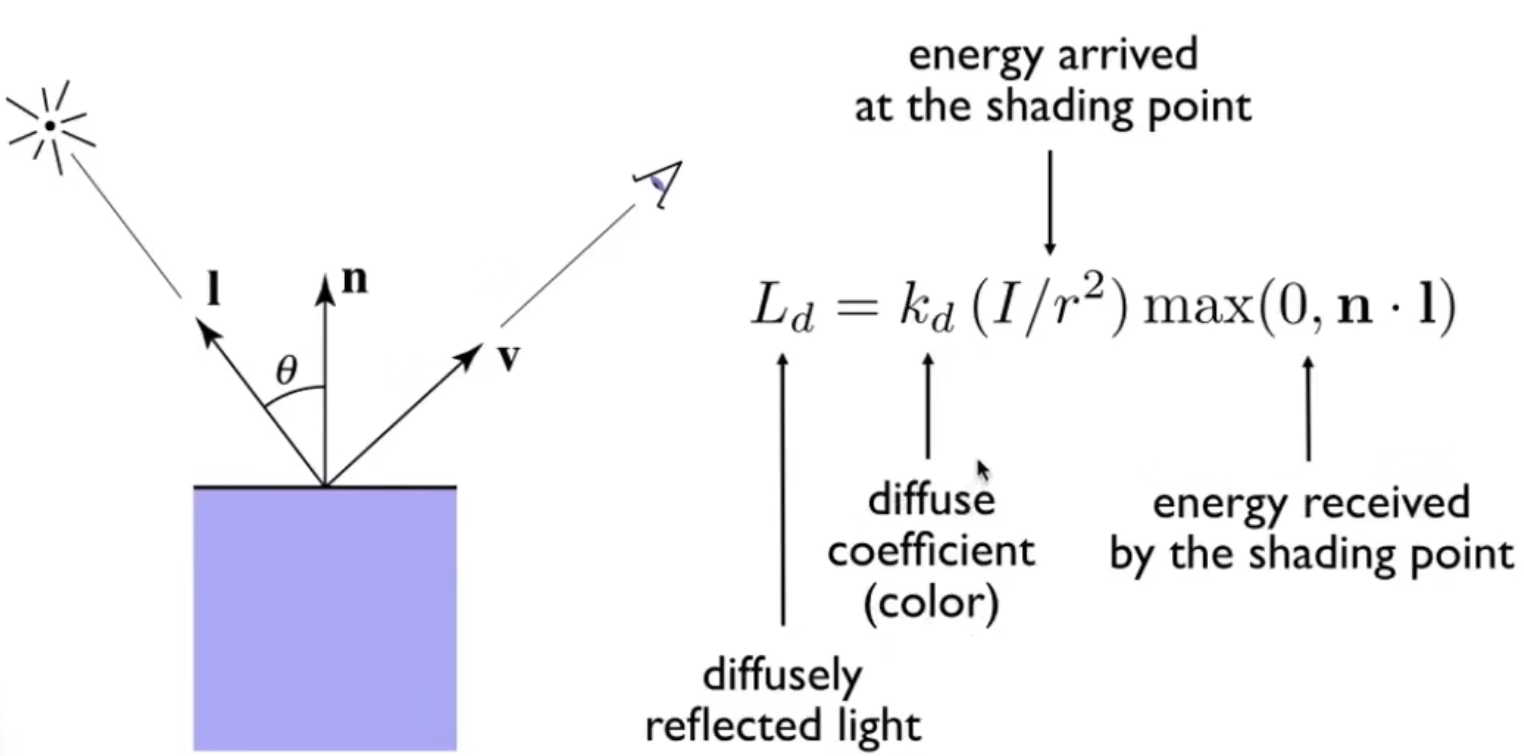 energy arrived
at the shading point
l
n
θ
v
L_d = k_d (I/r²) max(0, n · l)
diffuse
coefficient
(color)
energy received
by the shading point
diffusely
reflected light